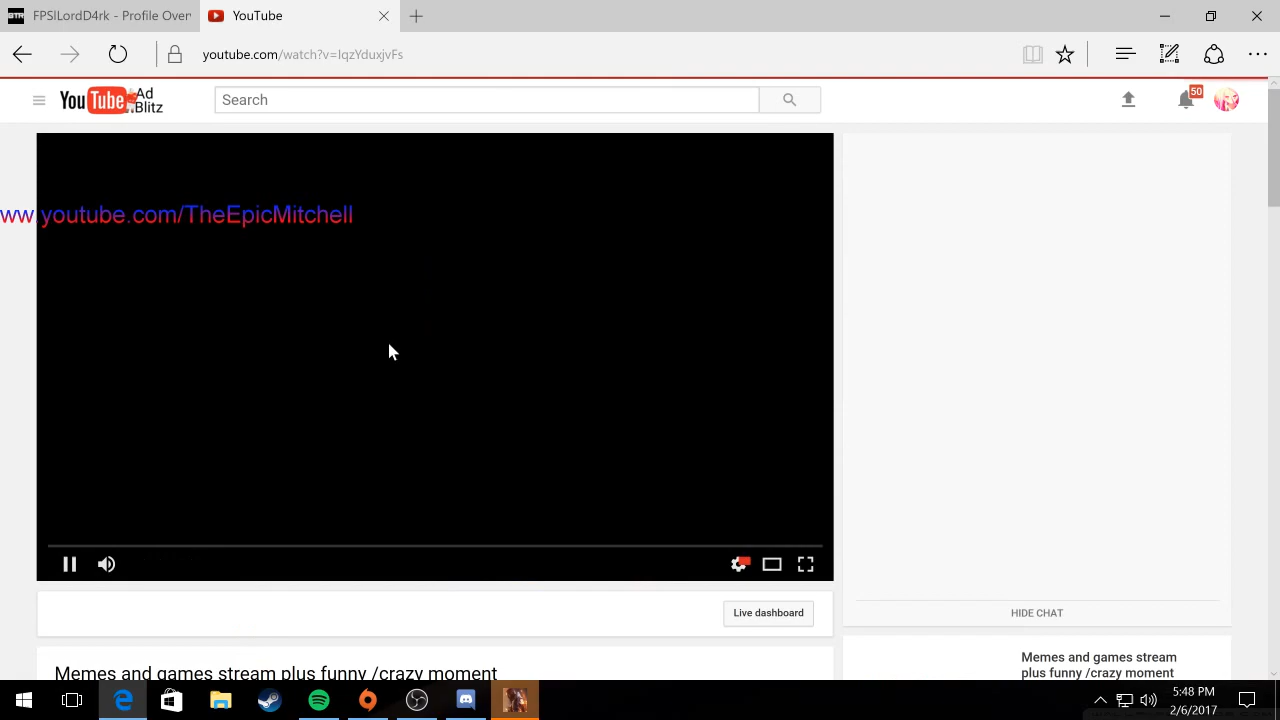 FPSlLordD4rk - Profile Over
YouTube
youtube.com/watch?v=IqzYduxjvFs
YouTube Ad Blitz
Search
50
ww.youtube.com/TheEpicMitchell
HIDE CHAT
Live dashboard
Memes and games stream plus funny /crazy moment
Memes and games stream
plus funny /crazy moment
5:48 PM
2/6/2017